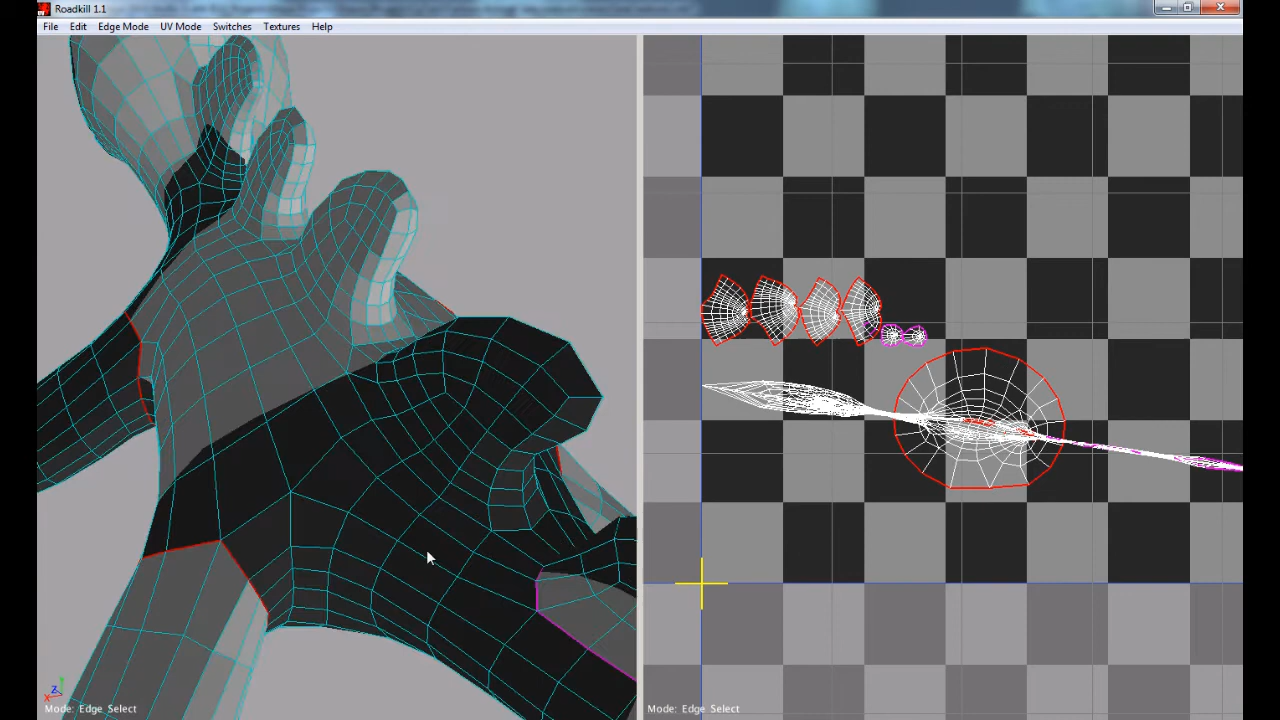 Roadkill 1.1
File Edit Edge Mode UV Mode Switches Textures Help
Z Y
X
Mode: Edge Select Mode: Edge Select